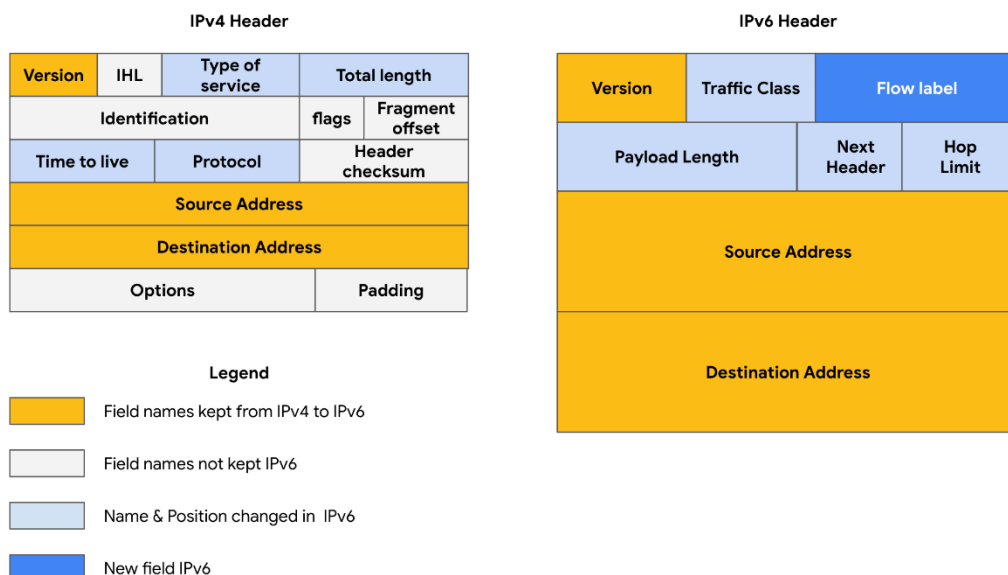 IPv4 Header
Version
IHL
Type of
service
Total length
Identification
flags
Fragment
offset
Time to live
Protocol
Header
checksum
Source Address
Destination Address
Options
Padding
IPv6 Header
Version
Traffic Class
Flow label
Payload Length
Next
Header
Hop
Limit
Source Address
Destination Address
Legend
Field names kept from IPv4 to IPv6
Field names not kept IPv6
Name & Position changed in IPv6
New field IPv6